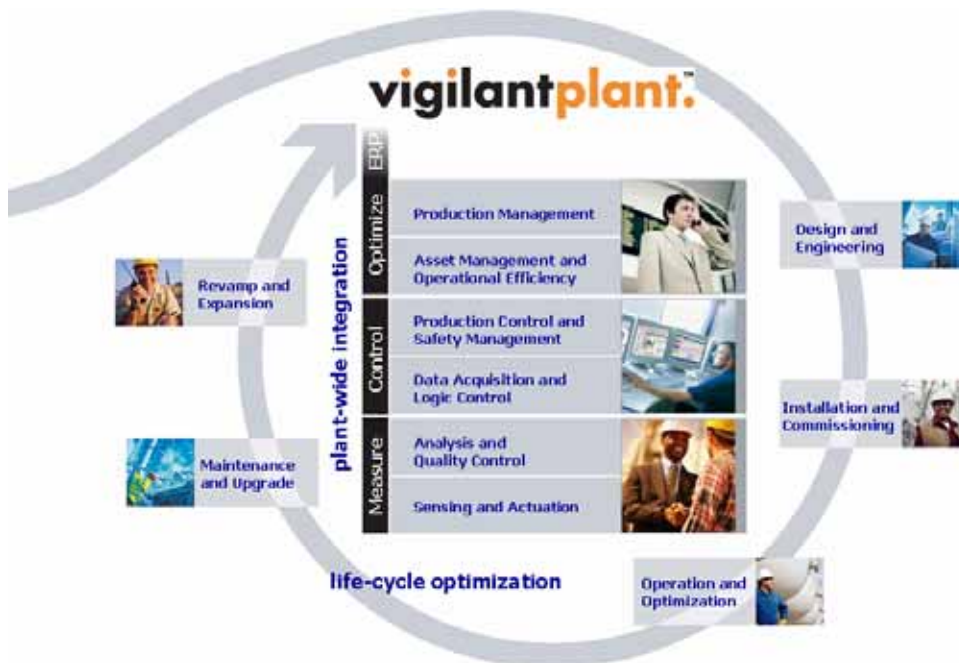 vigilantplant.™
ERP
Optimize
Control
Measure
plant-wide integration
Production Management
Asset Management and
Operational Efficiency
Production Control and
Safety Management
Data Acquisition and
Logic Control
Analysis and
Quality Control
Sensing and Actuation
Design and
Engineering
Installation and
Commissioning
Operation and
Optimization
life-cycle optimization
Maintenance
and Upgrade
Revamp and
Expansion